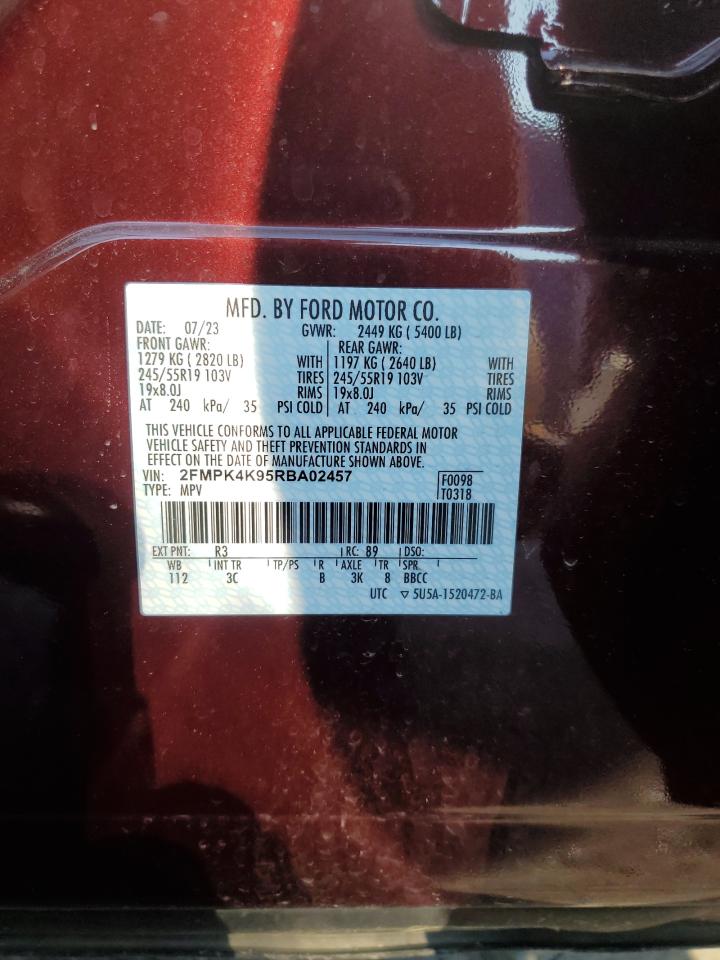 MFD. BY FORD MOTOR CO.
DATE: 07/23 GVWR: 2449 KG ( 5400 LB)
FRONT GAWR: REAR GAWR:
1279 KG ( 2820 LB) WITH 1197 KG ( 2640 LB) WITH
245/55R19 103V TIRES 245/55R19 103V TIRES
19x8.0J RIMS 19x8.0J RIMS
AT 240 kPa/ 35 PSI COLD AT 240 kPa/ 35 PSI COLD
THIS VEHICLE CONFORMS TO ALL APPLICABLE FEDERAL MOTOR
VEHICLE SAFETY AND THEFT PREVENTION STANDARDS IN
EFFECT ON THE DATE OF MANUFACTURE SHOWN ABOVE.
VIN: 2FMPK4K95RBA02457 F0098
TYPE: MPV T0318
EXT PNT: R3 RC: 89 DSO:
WB INT TR TP/PS R AXLE TR SPR
112 3C B 3K 8 BBCC
UTC ▽ 5U5A-1520472-BA